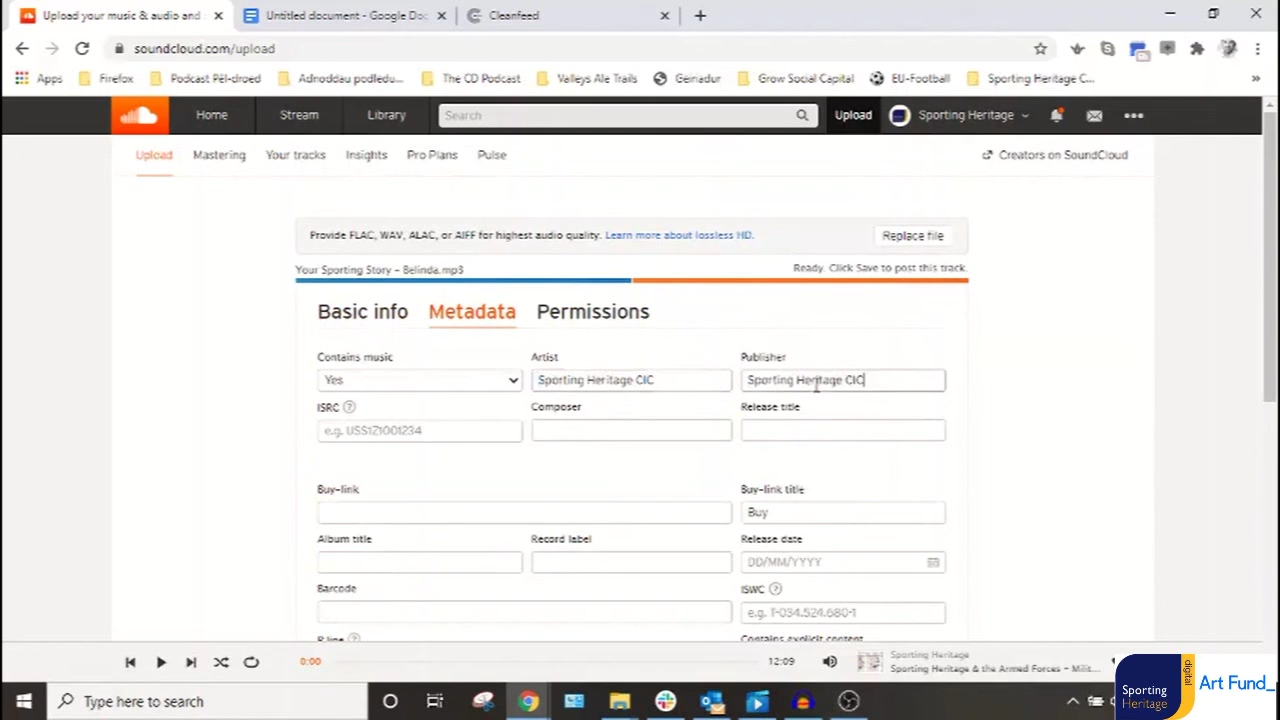 Upload your music & audio and
Untitled document - Google Doc
Cleanfeed
soundcloud.com/upload
Apps
Firefox
Podcast Pêl-droed
Adnoddau podledu...
The CD Podcast
Valleys Ale Trails
Geiriadur
Grow Social Capital
EU-Football
Sporting Heritage C...
Home
Stream
Library
Search
Upload
Sporting Heritage
Upload
Mastering
Your tracks
Insights
Pro Plans
Pulse
Creators on SoundCloud
Provide FLAC, WAV, ALAC, or AIFF for highest audio quality. Learn more about lossless HD.
Replace file
Your Sporting Story - Belinda.mp3
Ready. Click Save to post this track.
Basic info
Metadata
Permissions
Contains music
Artist
Publisher
Yes
Sporting Heritage CIC
Sporting Heritage CIC
ISRC
Composer
Release title
e.g. USS1Z1001234
Buy-link
Buy-link title
Buy
Album title
Record label
Release date
DD/MM/YYYY
Barcode
ISWC
e.g. T-034.524.680-1
P line
Contains explicit content
0:00
12:09
Sporting Heritage
Sporting Heritage & the Armed Forces - Milit...
Type here to search
Sporting
Heritage
digital
Art Fund_